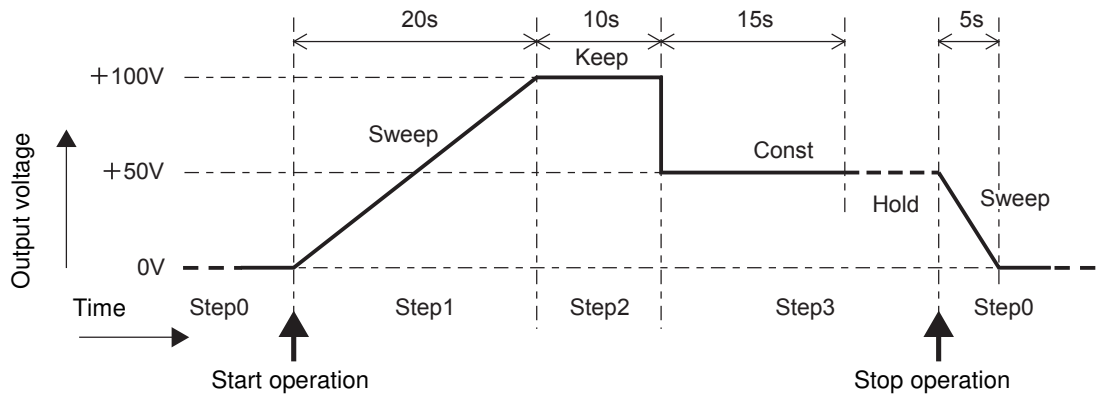 20s 10s 15s 5s
Keep
+100V
Sweep
Output voltage
+50V
Const
Hold
Sweep
0V
Time Step0 Step1 Step2 Step3 Step0
Start operation Stop operation